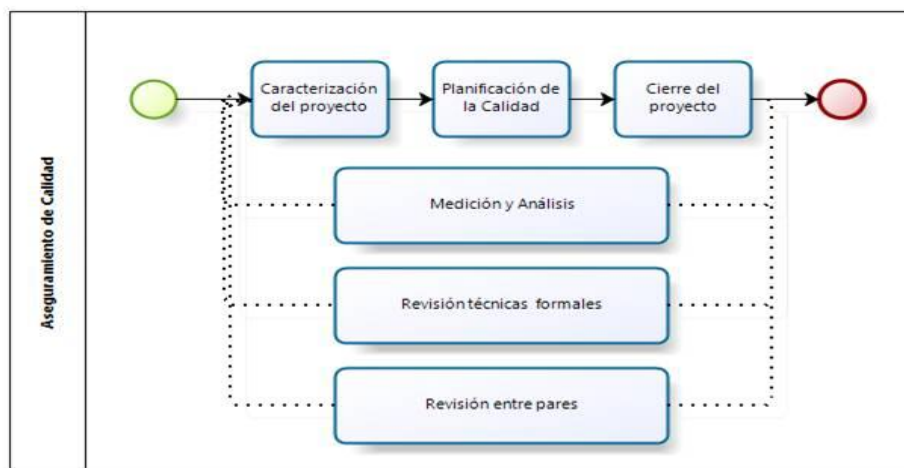 Aseguramiento de Calidad
Caracterización
del proyecto
Planificación de
la Calidad
Cierre del
proyecto
Medición y Análisis
Revisión técnicas formales
Revisión entre pares